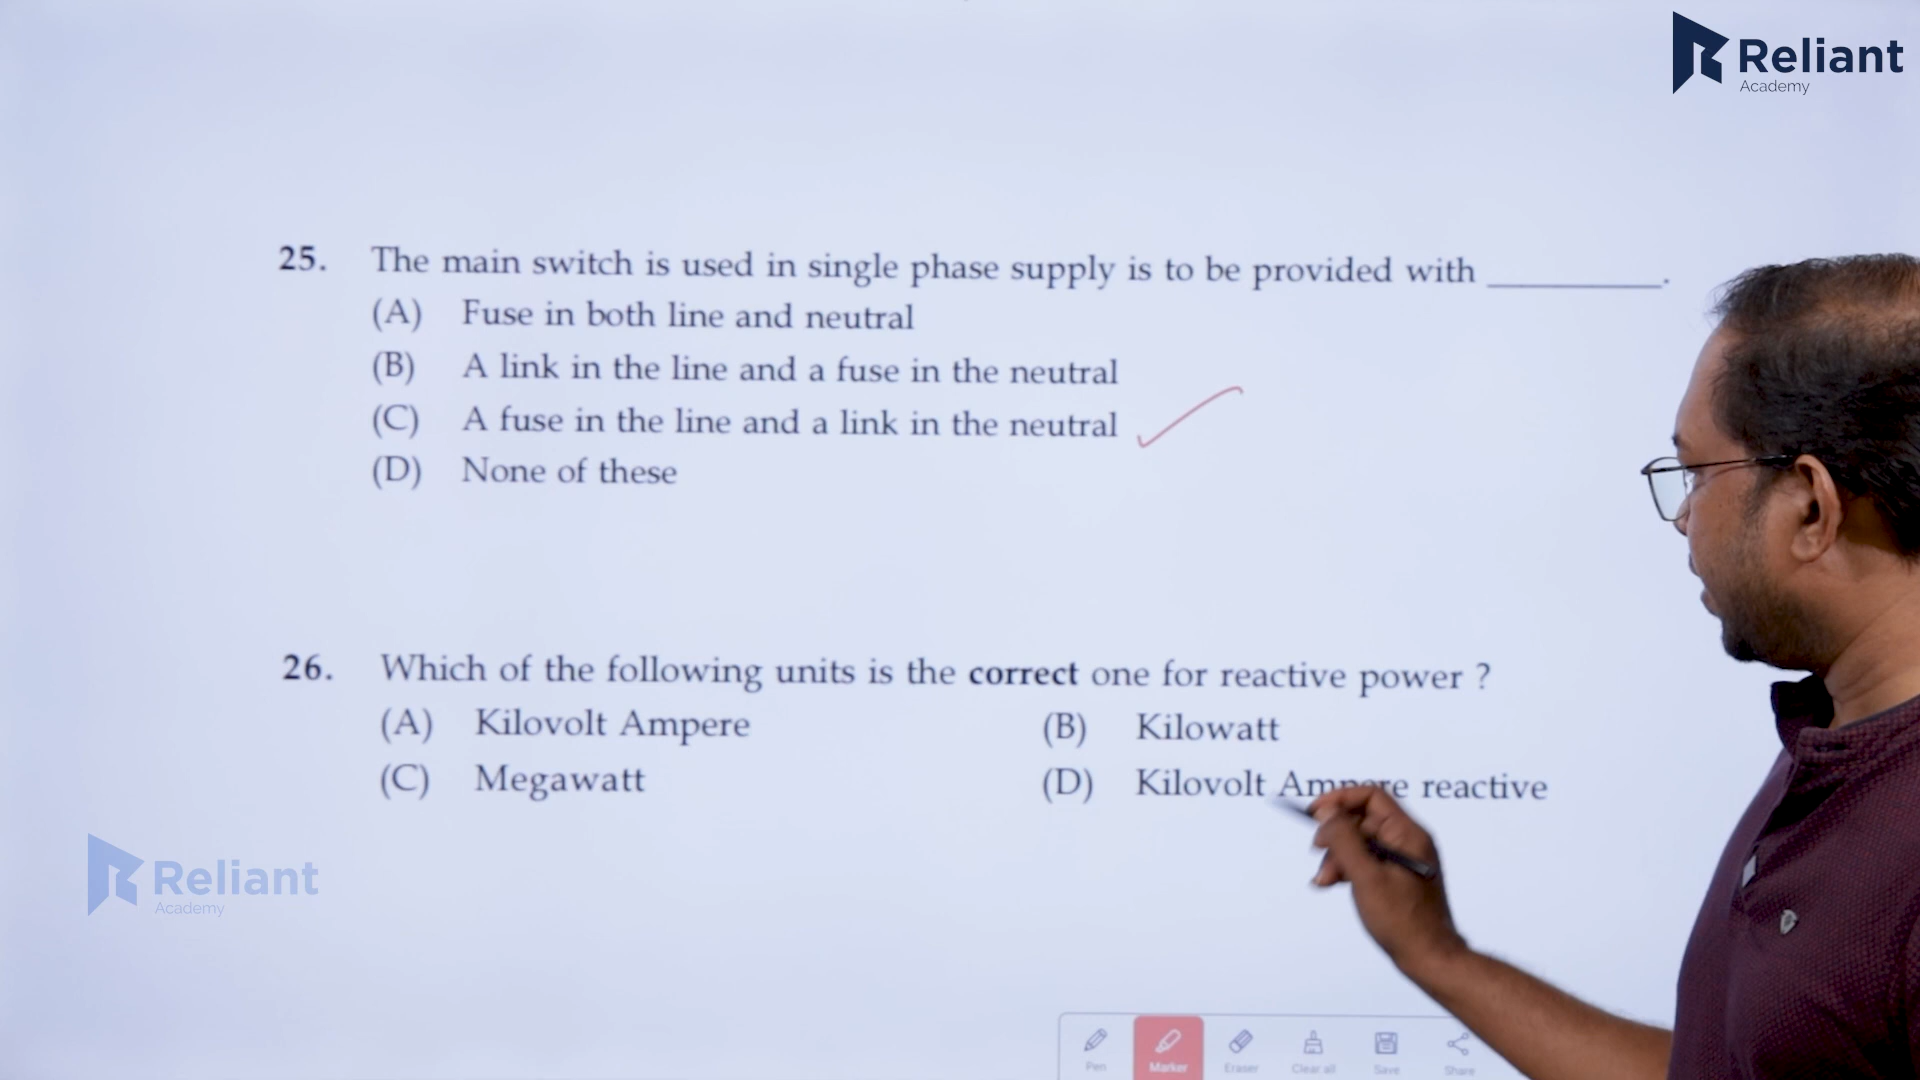 Reliant
Academy
25. The main switch is used in single phase supply is to be provided with __________.
(A) Fuse in both line and neutral
(B) A link in the line and a fuse in the neutral
(C) A fuse in the line and a link in the neutral
(D) None of these
26. Which of the following units is the correct one for reactive power ?
(A) Kilovolt Ampere (B) Kilowatt
(C) Megawatt (D) Kilovolt Ampere reactive
Reliant
Academy
Pen Marker Eraser Clear all Save Share